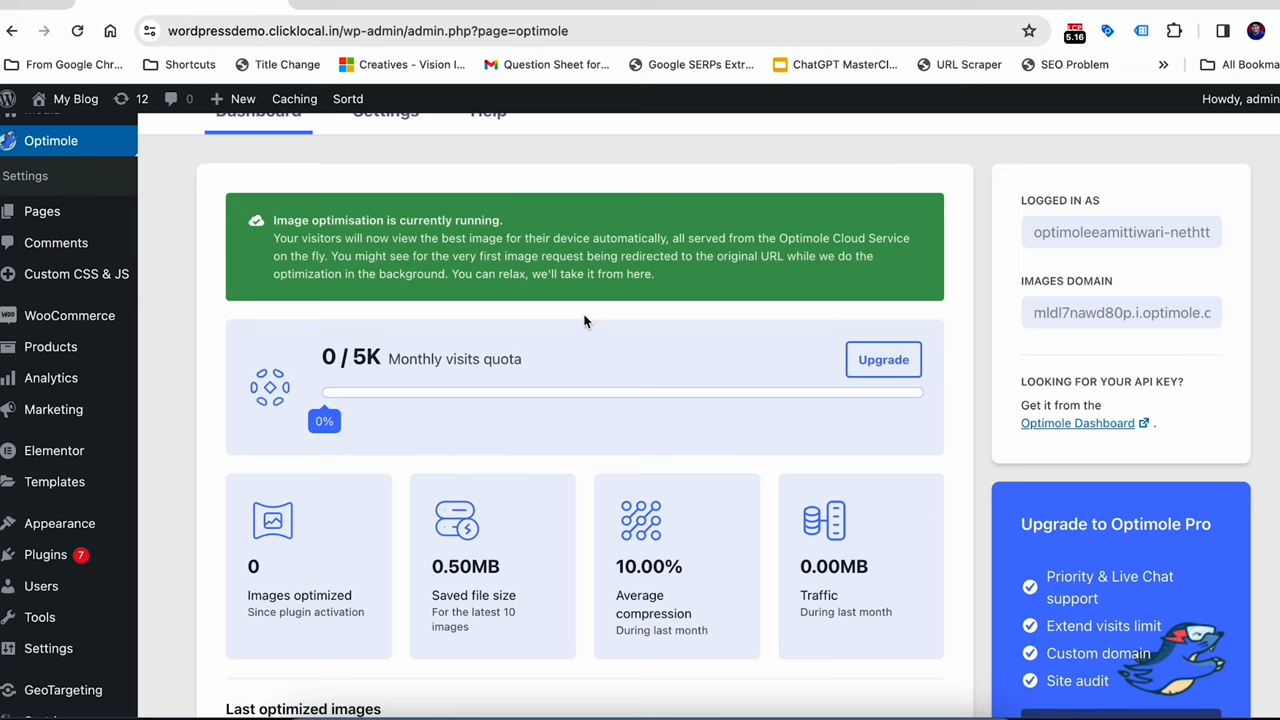 wordpressdemo.clicklocal.in/wp-admin/admin.php?page=optimole
LCP
5.16
From Google Chr...
Shortcuts
Title Change
Creatives - Vision I...
Question Sheet for...
Google SERPs Extr...
ChatGPT MasterCl...
URL Scraper
SEO Problem
»
All Bookma
My Blog
12
0
New
Caching
Sortd
Howdy, admin
Media
Optimole
Settings
Pages
Comments
Custom CSS & JS
WooCommerce
Products
Analytics
Marketing
Elementor
Templates
Appearance
Plugins 7
Users
Tools
Settings
GeoTargeting
Dashboard
Settings
Help
Image optimisation is currently running.
Your visitors will now view the best image for their device automatically, all served from the Optimole Cloud Service
on the fly. You might see for the very first image request being redirected to the original URL while we do the
optimization in the background. You can relax, we'll take it from here.
0 / 5K Monthly visits quota
Upgrade
0%
0
Images optimized
Since plugin activation
0.50MB
Saved file size
For the latest 10
images
10.00%
Average
compression
During last month
0.00MB
Traffic
During last month
Last optimized images
LOGGED IN AS
optimoleeamittiwari-nethtt
IMAGES DOMAIN
mldl7nawd80p.i.optimole.c
LOOKING FOR YOUR API KEY?
Get it from the
Optimole Dashboard .
Upgrade to Optimole Pro
Priority & Live Chat
support
Extend visits limit
Custom domain
Site audit